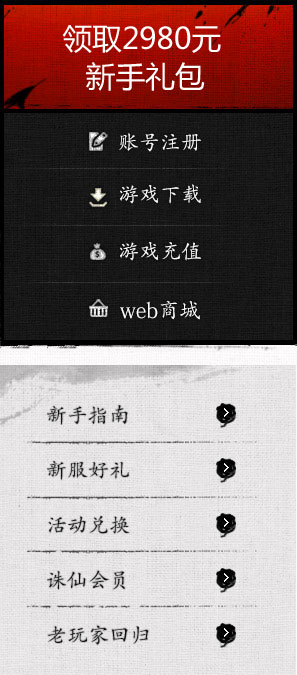 领取2980元
新手礼包
账号注册
游戏下载
游戏充值
web商城
新手指南
新服好礼
活动兑换
诛仙会员
老玩家回归